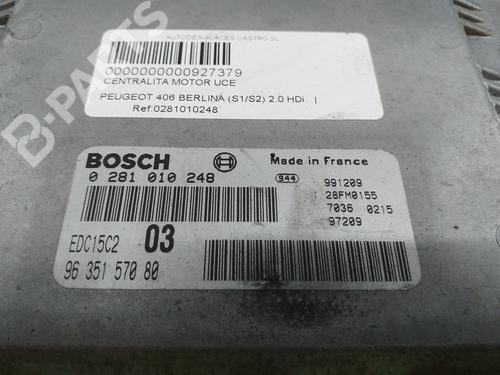 B-PARTS
AUTODESGUACES CASTRO SL
0000000000927379
CENTRALITA MOTOR UCE
PEUGEOT 406 BERLINA (S1/S2) 2.0 HDi |
Ref:0281010248
BOSCH
Made in France
0 281 010 248
944
991209
28FM0155
7036 0215
97209
EDC15C2 03
96 351 570 80